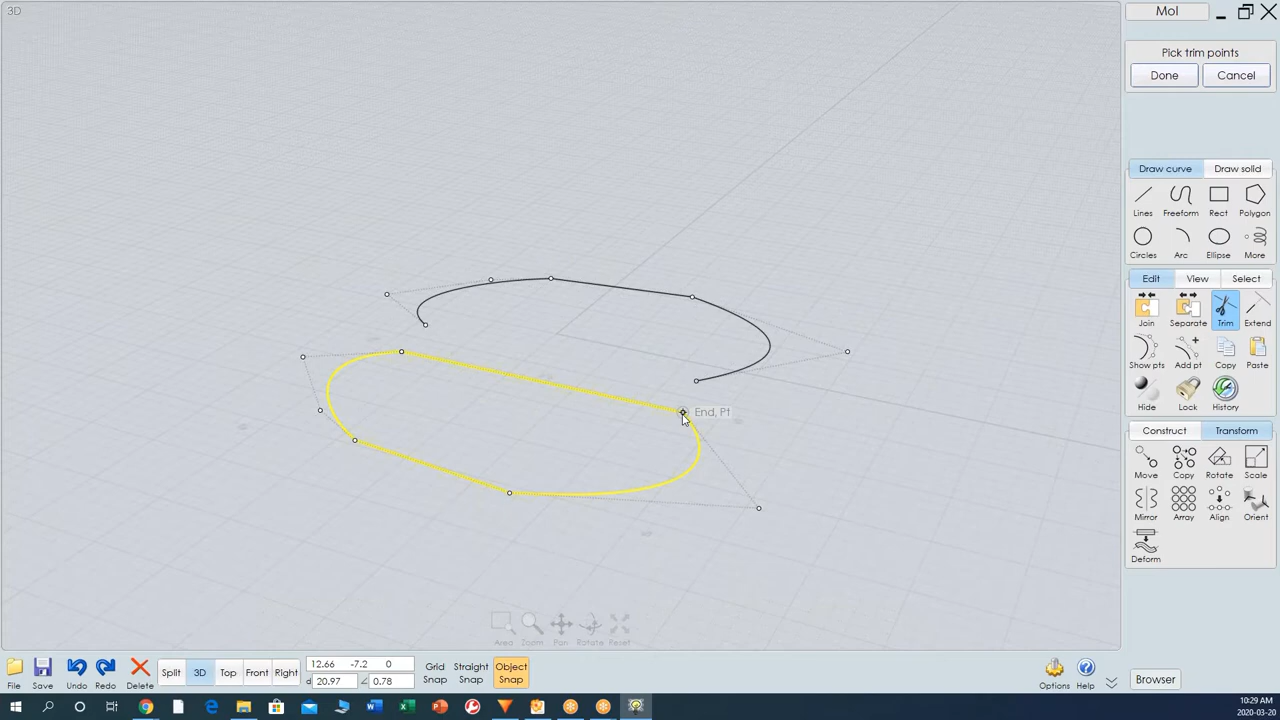 3D
MoI
Pick trim points
Done Cancel
Draw curve Draw solid
Lines Freeform Rect Polygon
Circles Arc Ellipse More
Edit View Select
Join Separate Trim Extend
Show pts Add pt Copy Paste
Hide Lock History
Construct Transform
Move Copy Rotate Scale
Mirror Array Align Orient
Deform
End, Pt
Area Zoom Pan Rotate Reset
File Save Undo Redo Delete
Split 3D Top Front Right
12.66 -7.2 0
d 20.97 ∠ 0.78
Grid Snap
Straight Snap
Object Snap
Options Help
Browser
10:29 AM
2020-03-20